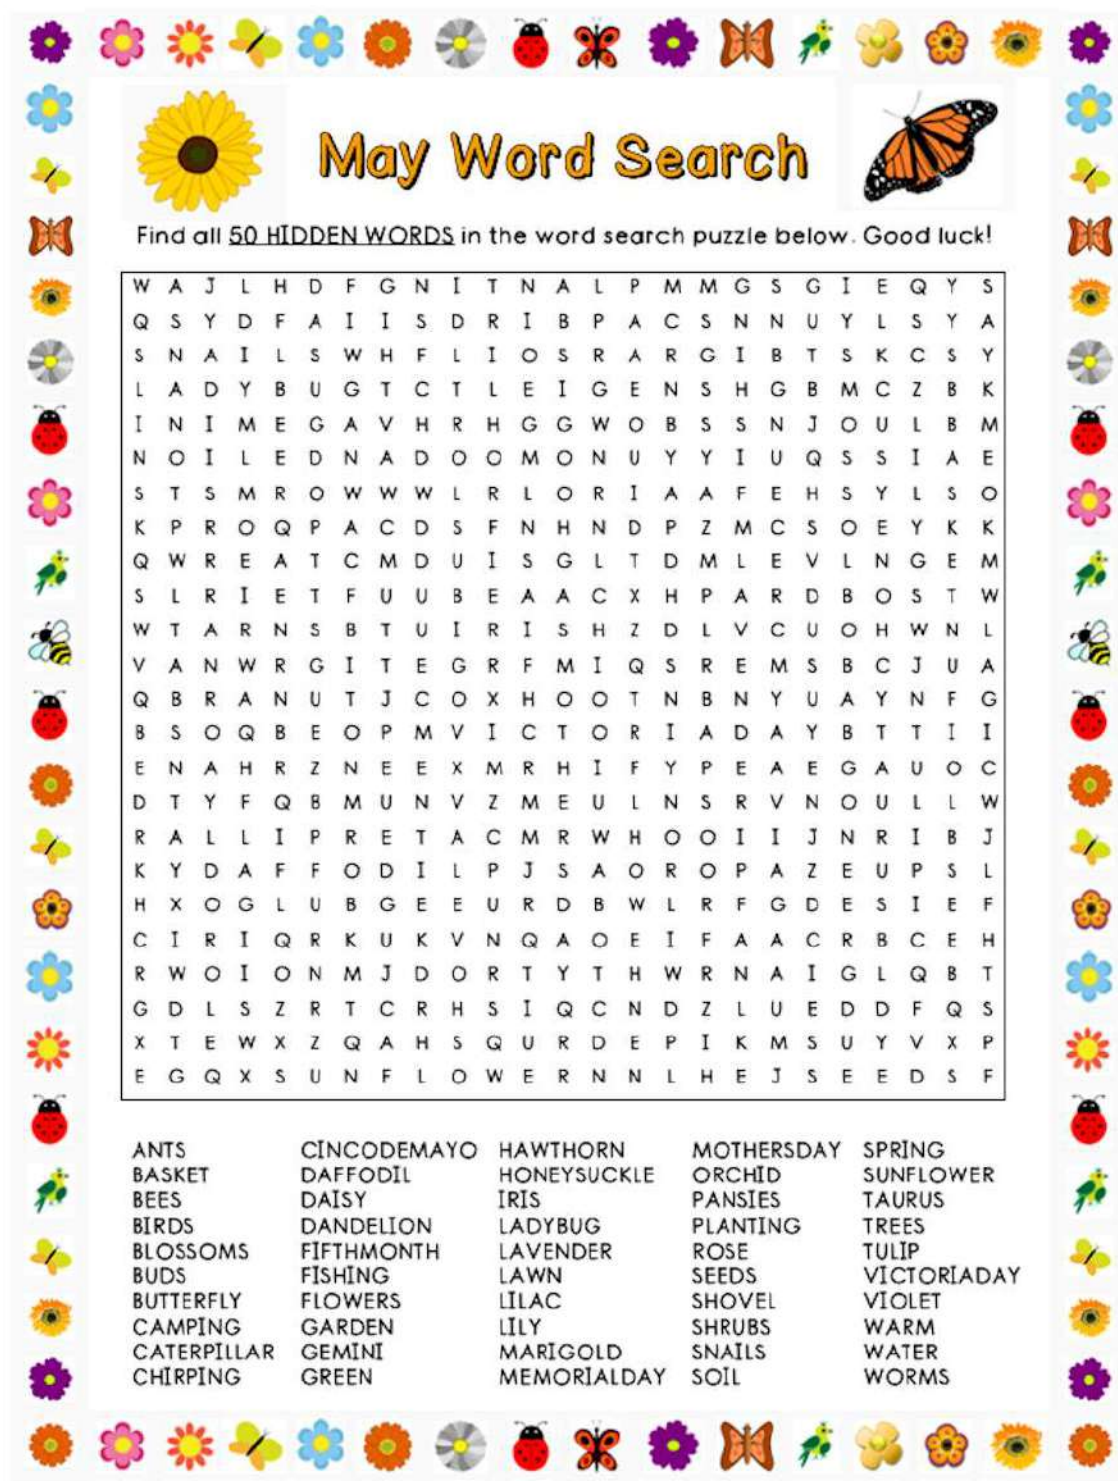 May Word Search
Find all 50 HIDDEN WORDS in the word search puzzle below. Good luck!
W A J L H D F G N I T N A L P M M G S G I E Q Y S
Q S Y D F A I I S D R I B P A C S N N U Y L S Y A
S N A I L S W H F L I O S R A R G I B T S K C S Y
L A D Y B U G T C T L E I G E N S H G B M C Z B K
I N I M E G A V H R H G G W O B S S N J O U L B M
N O I L E D N A D O O M O N U Y Y I U Q S S I A E
S T S M R O W W W L R L O R I A A F E H S Y L S O
K P R O Q P A C D S F N H N D P Z M C S O E Y K K
Q W R E A T C M D U I S G L T D M L E V L N G E M
S L R I E T F U U B E A A C X H P A R D B O S T W
W T A R N S B T U I R I S H Z D L V C U O H W N L
V A N W R G I T E G R F M I Q S R E M S B C J U A
Q B R A N U T J C O X H O O T N B N Y U A Y N F G
B S O Q B E O P M V I C T O R I A D A Y B T T I I
E N A H R Z N E E X M R H I F Y P E A E G A U O C
D T Y F Q B M U N V Z M E U L N S R V N O U L L W
R A L L I P R E T A C M R W H O O I I J N R I B J
K Y D A F F O D I L P J S A O R O P A Z E U P S L
H X O G L U B G E E U R D B W L R F G D E S I E F
C I R I Q R K U K V N Q A O E I F A A C R B C E H
R W O I O N M J D O R T Y T H W R N A I G L Q B T
G D L S Z R T C R H S I Q C N D Z L U E D D F Q S
X T E W X Z Q A H S Q U R D E P I K M S U Y V X P
E G Q X S U N F L O W E R N N L H E J S E E D S F
ANTS CINCODEMAYO HAWTHORN MOTHERSDAY SPRING
BASKET DAFFODIL HONEYSUCKLE ORCHID SUNFLOWER
BEES DAISY IRIS PANSIES TAURUS
BIRDS DANDELION LADYBUG PLANTING TREES
BLOSSOMS FIFTHMONTH LAVENDER ROSE TULIP
BUDS FISHING LAWN SEEDS VICTORIADAY
BUTTERFLY FLOWERS LILAC SHOVEL VIOLET
CAMPING GARDEN LILY SHRUBS WARM
CATERPILLAR GEMINI MARIGOLD SNAILS WATER
CHIRPING GREEN MEMORIALDAY SOIL WORMS